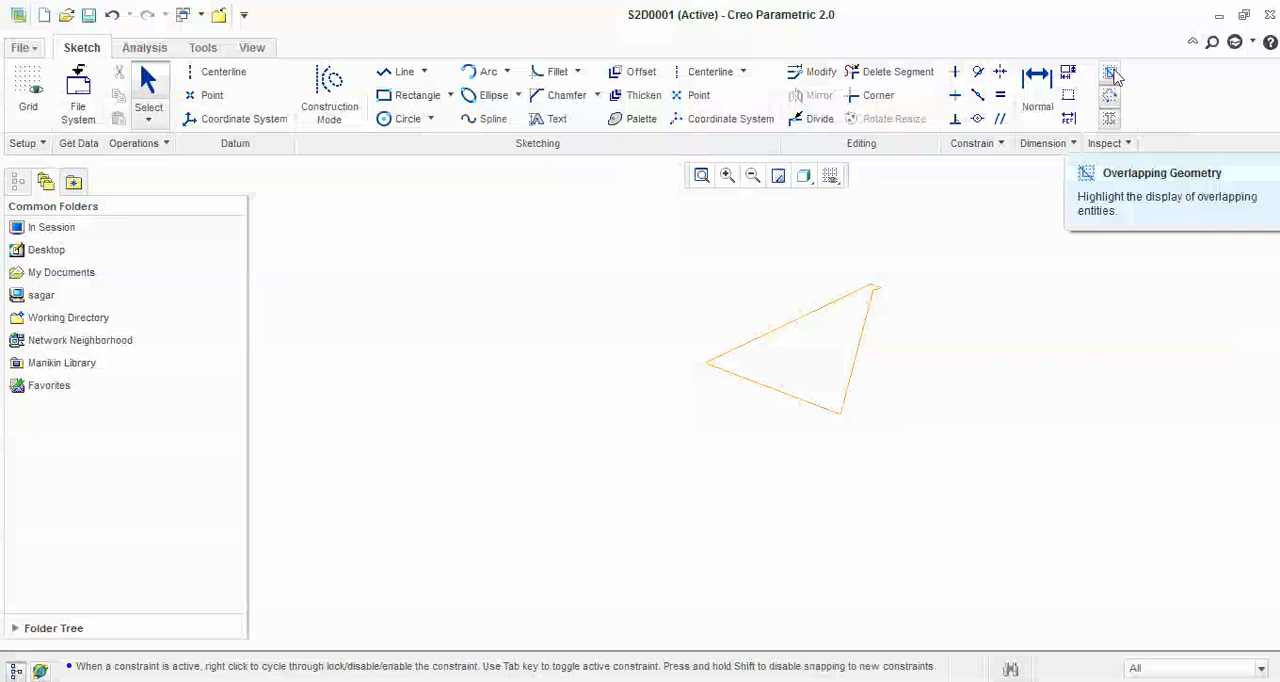 S2D0001 (Active) - Creo Parametric 2.0
File
Sketch
Analysis
Tools
View
Grid
File System
Select
Centerline
Point
Coordinate System
Construction Mode
Line
Rectangle
Circle
Arc
Ellipse
Spline
Fillet
Chamfer
Text
Offset
Thicken
Palette
Centerline
Point
Coordinate System
Modify
Mirror
Divide
Delete Segment
Corner
Rotate Resize
Normal
Setup
Get Data
Operations
Datum
Sketching
Editing
Constrain
Dimension
Inspect
Overlapping Geometry
Highlight the display of overlapping
entities.
Common Folders
In Session
Desktop
My Documents
sagar
Working Directory
Network Neighborhood
Manikin Library
Favorites
Folder Tree
When a constraint is active, right click to cycle through lock/disable/enable the constraint. Use Tab key to toggle active constraint. Press and hold Shift to disable snapping to new constraints.
All